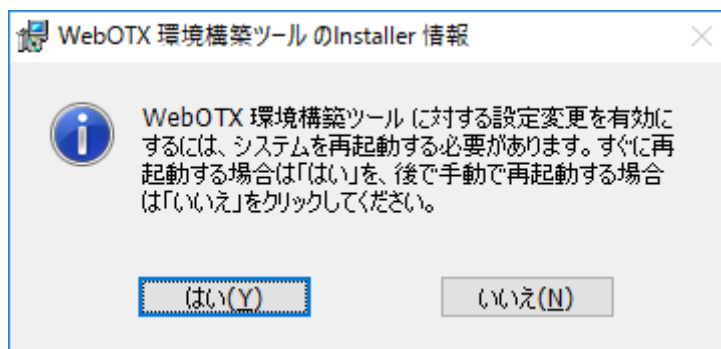 WebOTX 環境構築ツール のInstaller 情報
WebOTX 環境構築ツール に対する設定変更を有効に
するには、システムを再起動する必要があります。すぐに再
起動する場合は「はい」を、後で手動で再起動する場合
は「いいえ」をクリックしてください。
はい(Y)
いいえ(N)